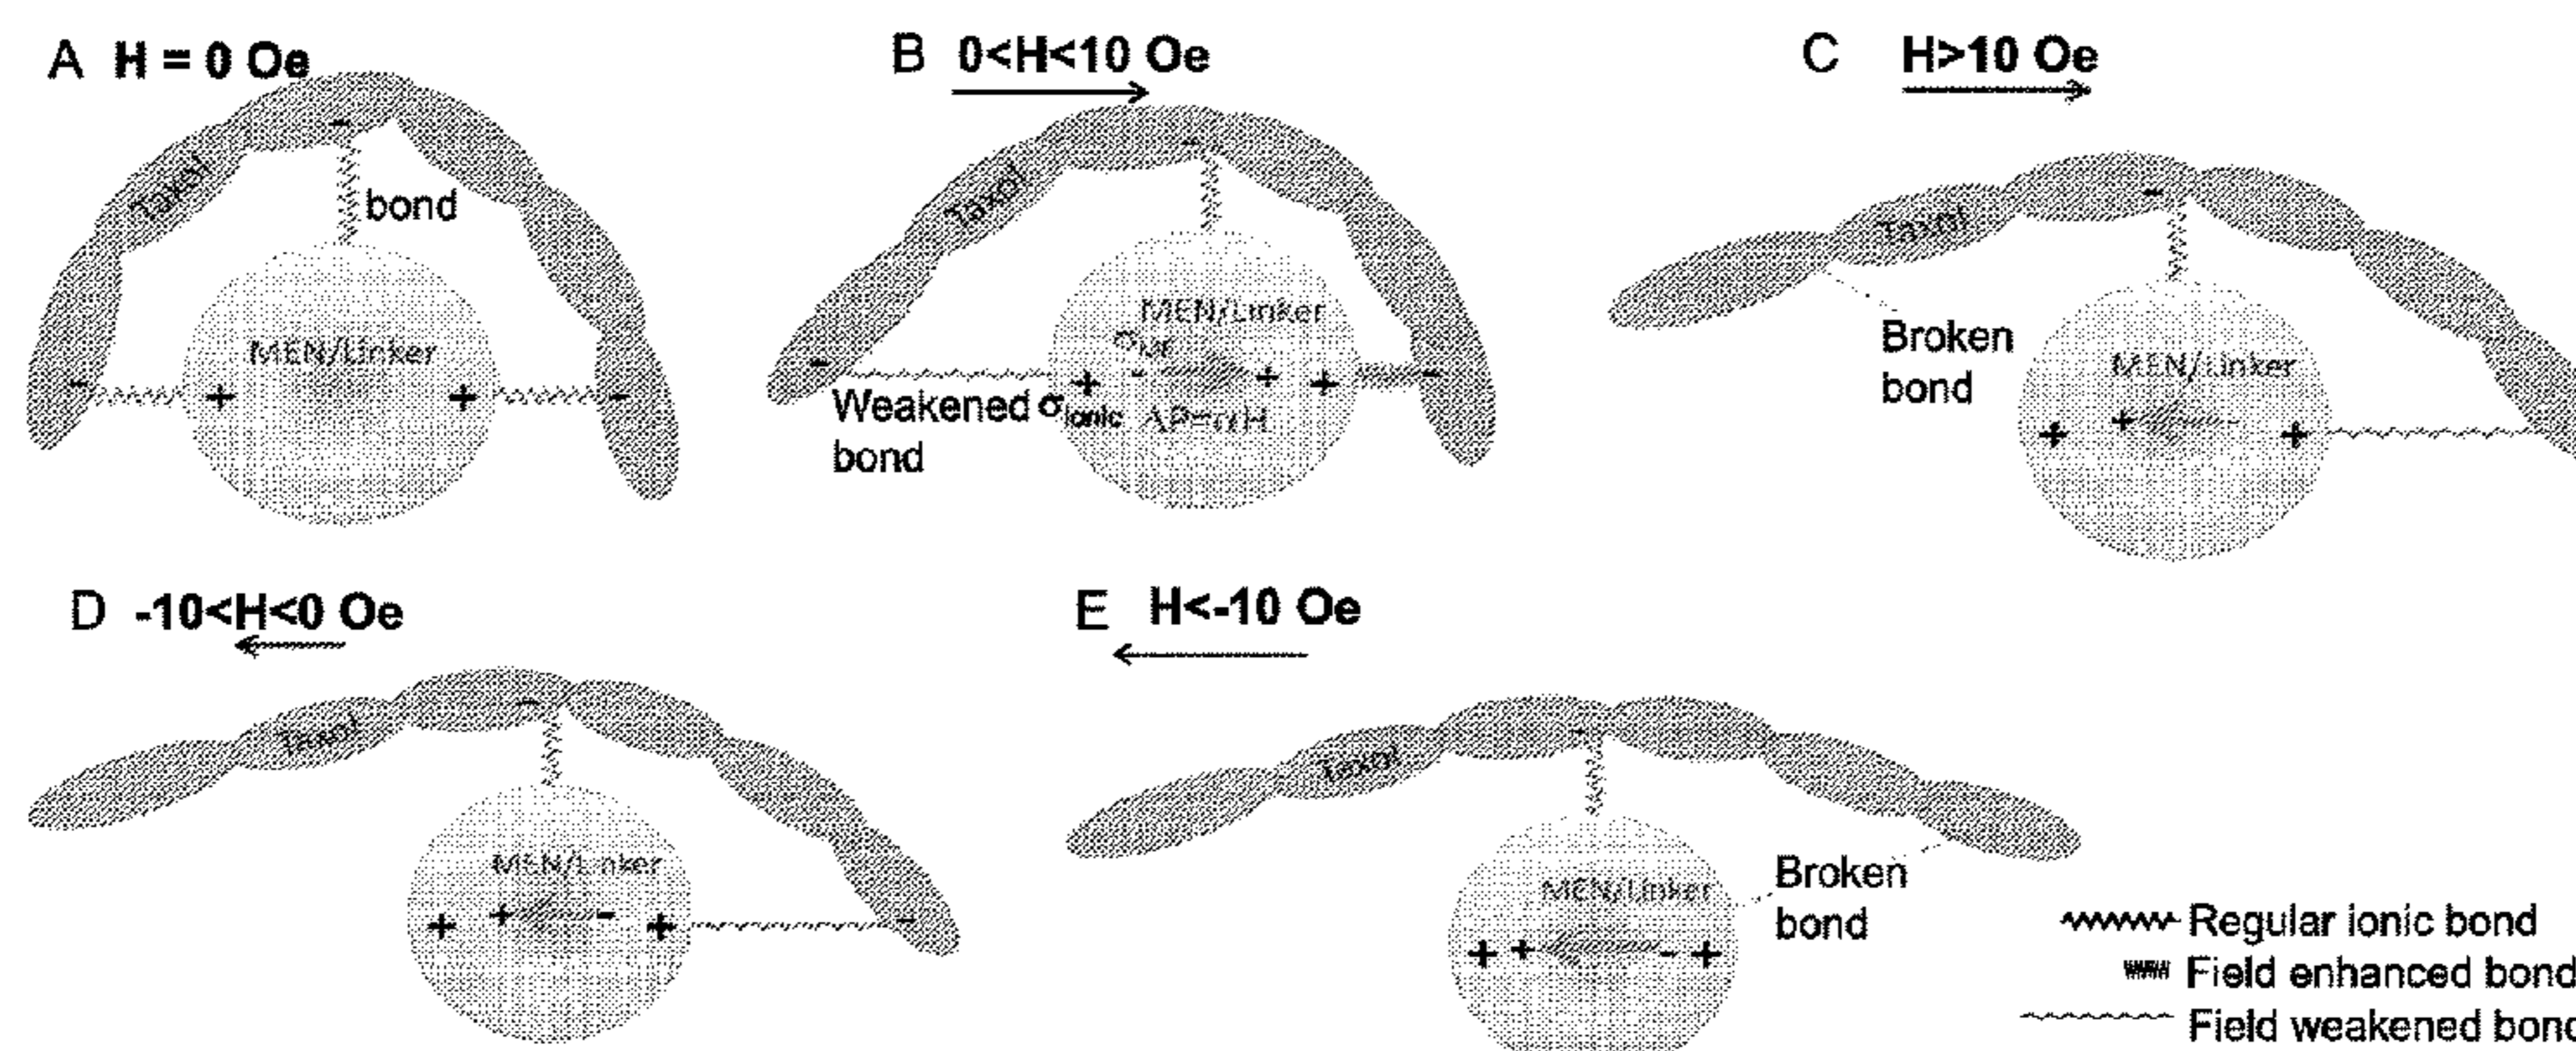 A H = 0 Oe
Taxol
bond
MEN/Linker
-
+
+
-
B 0<H<10 Oe
Taxol
MEN/Linker
-
+
-
+
+
-
Weakened σionic ΔP=αH
bond
C H>10 Oe
Taxol
-
Broken
bond
MEN/Linker
+
+
+
D -10<H<0 Oe
Taxol
-
MEN/Linker
+
+
-
+
-
E H<-10 Oe
Taxol
-
MEN/Linker
+
+
-
+
Broken
bond
Regular ionic bond
Field enhanced bond
Field weakened bond